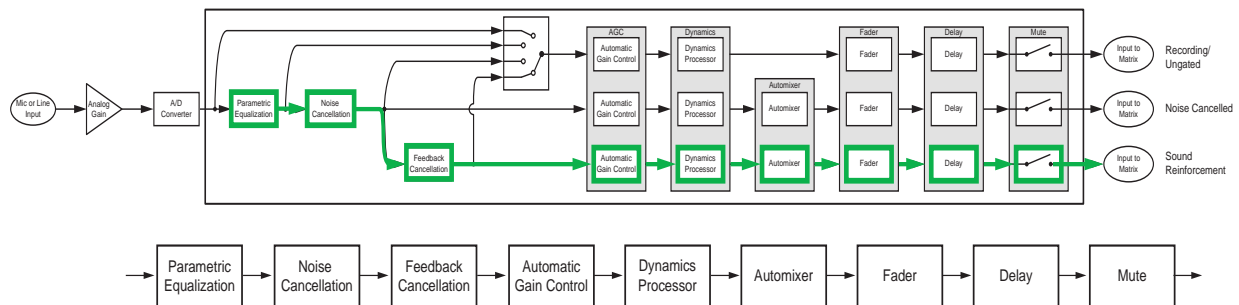 AGC
Dynamics
Fader
Delay
Mute
Automatic
Gain Control
Dynamics
Processor
Fader
Delay
Input to
Matrix
Recording/
Ungated
Automixer
Mic or Line
Input
Analog
Gain
A/D
Converter
Parametric
Equalization
Noise
Cancellation
Automatic
Gain Control
Dynamics
Processor
Automixer
Fader
Delay
Input to
Matrix
Noise Cancelled
Feedback
Cancellation
Automatic
Gain Control
Dynamics
Processor
Automixer
Fader
Delay
Input to
Matrix
Sound
Reinforcement
Parametric
Equalization
Noise
Cancellation
Feedback
Cancellation
Automatic
Gain Control
Dynamics
Processor
Automixer
Fader
Delay
Mute